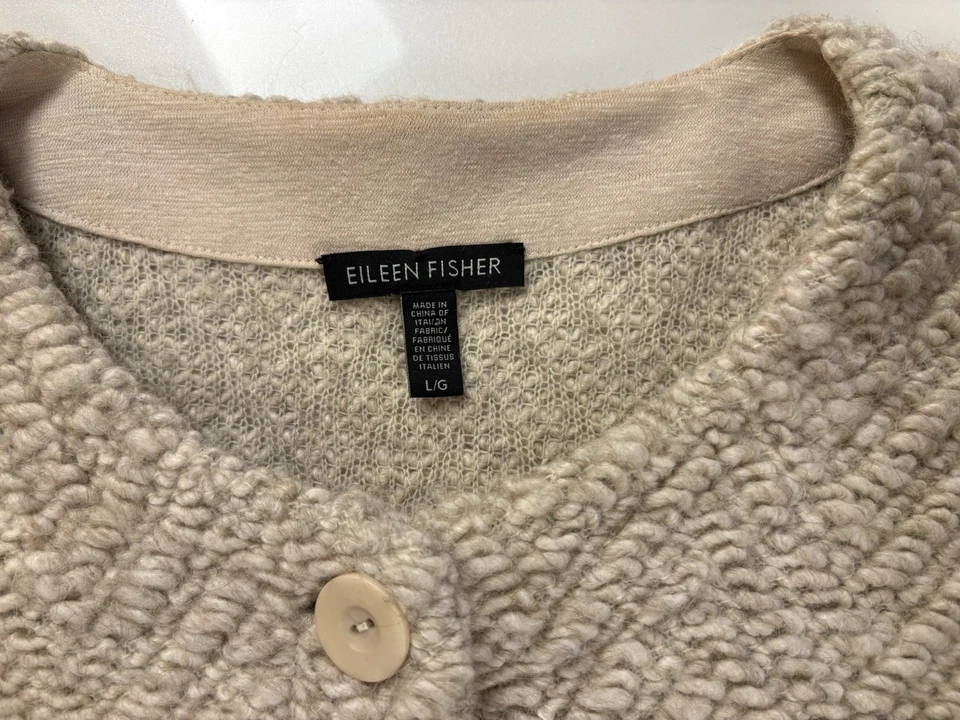 EILEEN FISHER
MADE IN
CHINA OF
ITALIAN
FABRIC/
FABRIQUÉ
EN CHINE
DE TISSUS
ITALIEN
L/G